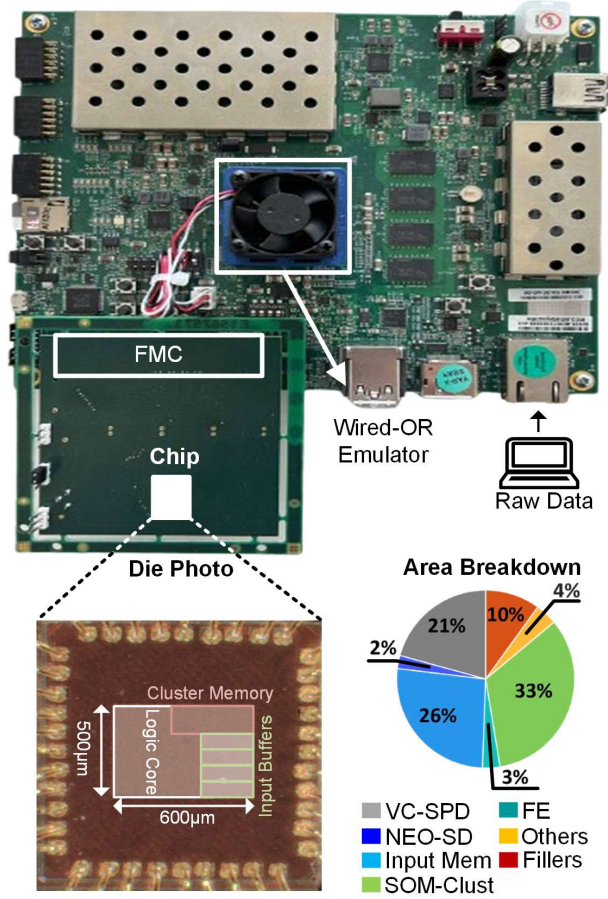 FMC
Chip
Wired-OR
Emulator
Raw Data
Die Photo
Cluster Memory
Logic Core
Input Buffers
500µm
600µm
Area Breakdown
10%
4%
21%
2%
33%
26%
3%
VC-SPD
FE
NEO-SD
Others
Input Mem
Fillers
SOM-Clust